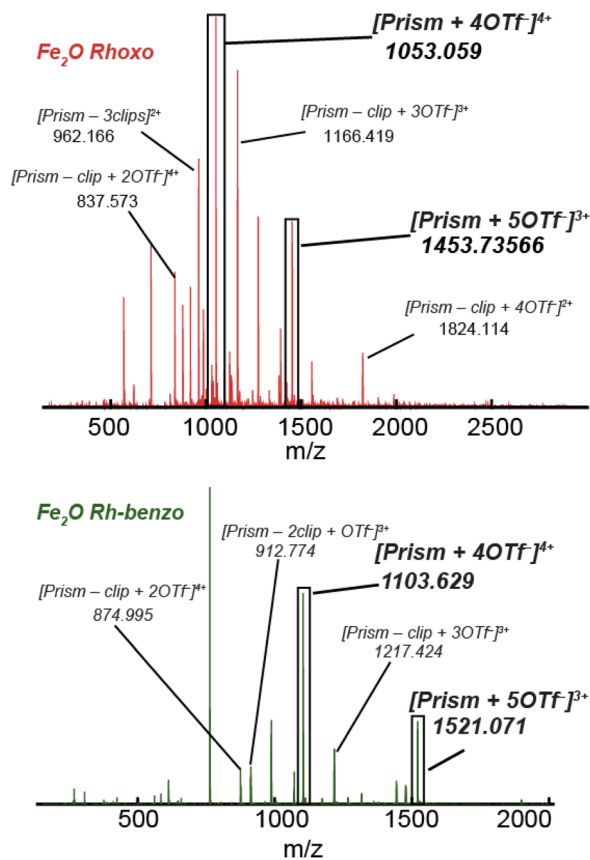 [Prism + 4OTf⁻]⁴⁺
1053.059
Fe₂O Rhoxo
[Prism – 3clips]²⁺
962.166
[Prism – clip + 3OTf⁻]³⁺
1166.419
[Prism – clip + 2OTf⁻]⁴⁺
837.573
[Prism + 5OTf⁻]³⁺
1453.73566
[Prism – clip + 4OTf⁻]²⁺
1824.114
500 1000 1500 2000 2500
m/z
Fe₂O Rh-benzo
[Prism – 2clip + OTf⁻]³⁺
912.774
[Prism + 4OTf⁻]⁴⁺
1103.629
[Prism – clip + 2OTf⁻]⁴⁺
874.995
[Prism – clip + 3OTf⁻]³⁺
1217.424
[Prism + 5OTf⁻]³⁺
1521.071
500 1000 1500 2000
m/z